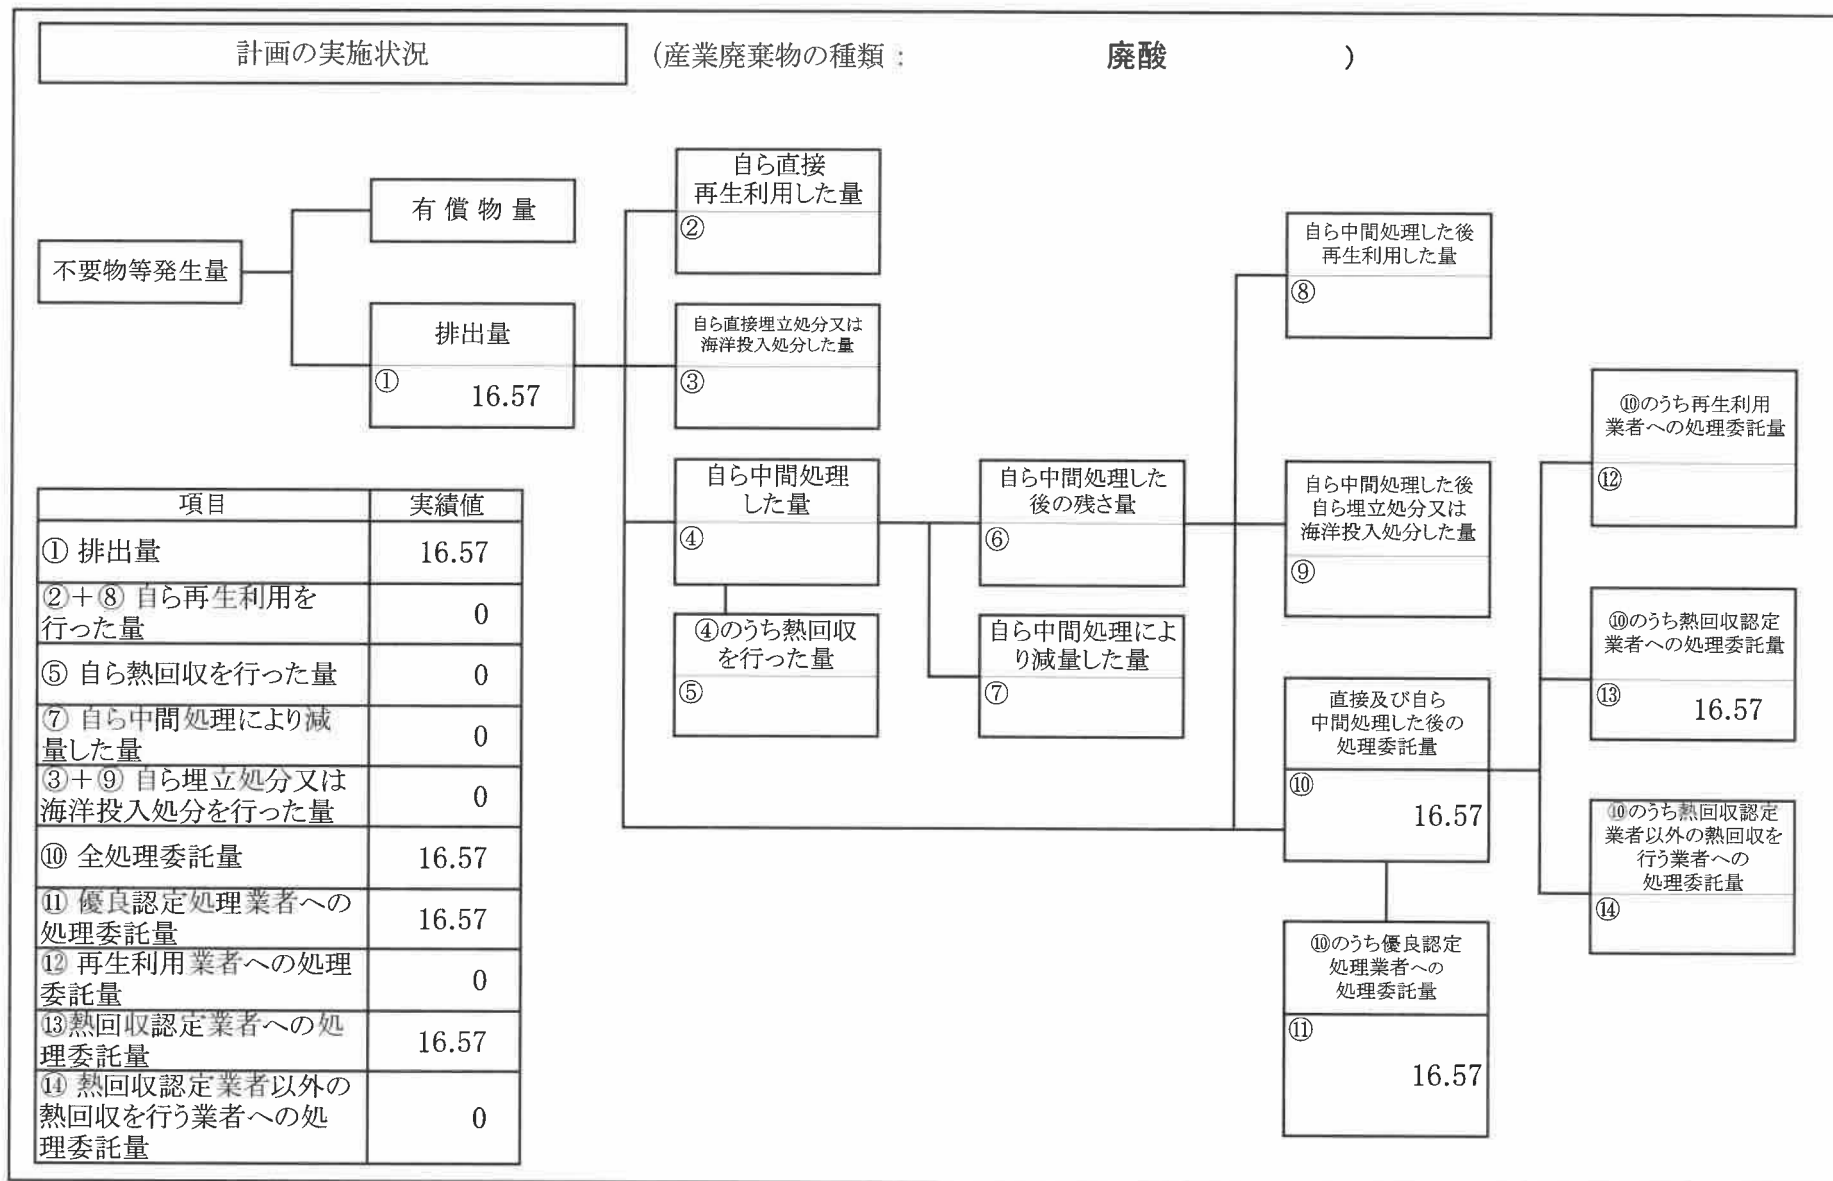 計画の実施状況
(産業廃棄物の種類： 廃酸 )
不要物等発生量
有 償 物 量
排出量
①
16.57
自ら直接
再生利用した量
②
自ら直接埋立処分又は
海洋投入処分した量
③
自ら中間処理
した量
④
④のうち熱回収
を行った量
⑤
自ら中間処理した
後の残さ量
⑥
自ら中間処理によ
り減量した量
⑦
自ら中間処理した後
再生利用した量
⑧
自ら中間処理した後
自ら埋立処分又は
海洋投入処分した量
⑨
直接及び自ら
中間処理した後の
処理委託量
⑩
16.57
⑩のうち優良認定
処理業者への
処理委託量
⑪
16.57
⑩のうち再生利用
業者への処理委託量
⑫
⑩のうち熱回収認定
業者への処理委託量
⑬
16.57
⑩のうち熱回収認定
業者以外の熱回収を
行う業者への
処理委託量
⑭
項目 実績値
① 排出量 16.57
②＋⑧ 自ら再生利用を
行った量 0
⑤ 自ら熱回収を行った量 0
⑦ 自ら中間処理により減
量した量 0
③＋⑨ 自ら埋立処分又は
海洋投入処分を行った量 0
⑩ 全処理委託量 16.57
⑪ 優良認定処理業者への
処理委託量 16.57
⑫ 再生利用業者への処理
委託量 0
⑬熱回収認定業者への処
理委託量 16.57
⑭ 熱回収認定業者以外の
熱回収を行う業者への処
理委託量 0